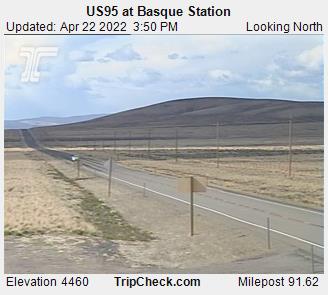 US95 at Basque Station
Updated: Apr 22 2022 3:50 PM Looking North
Elevation 4460 TripCheck.com Milepost 91.62